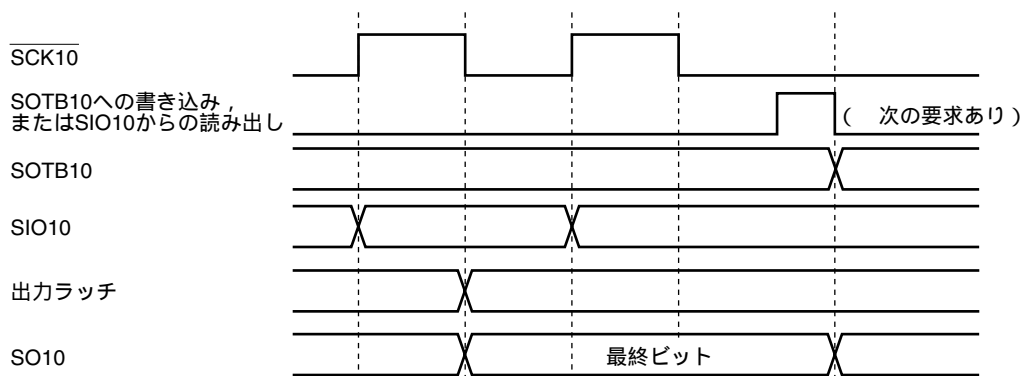 SCK10
SOTB10への書き込み，
またはSIO10からの読み出し
( 次の要求あり )
SOTB10
SIO10
出力ラッチ
SO10
最終ビット